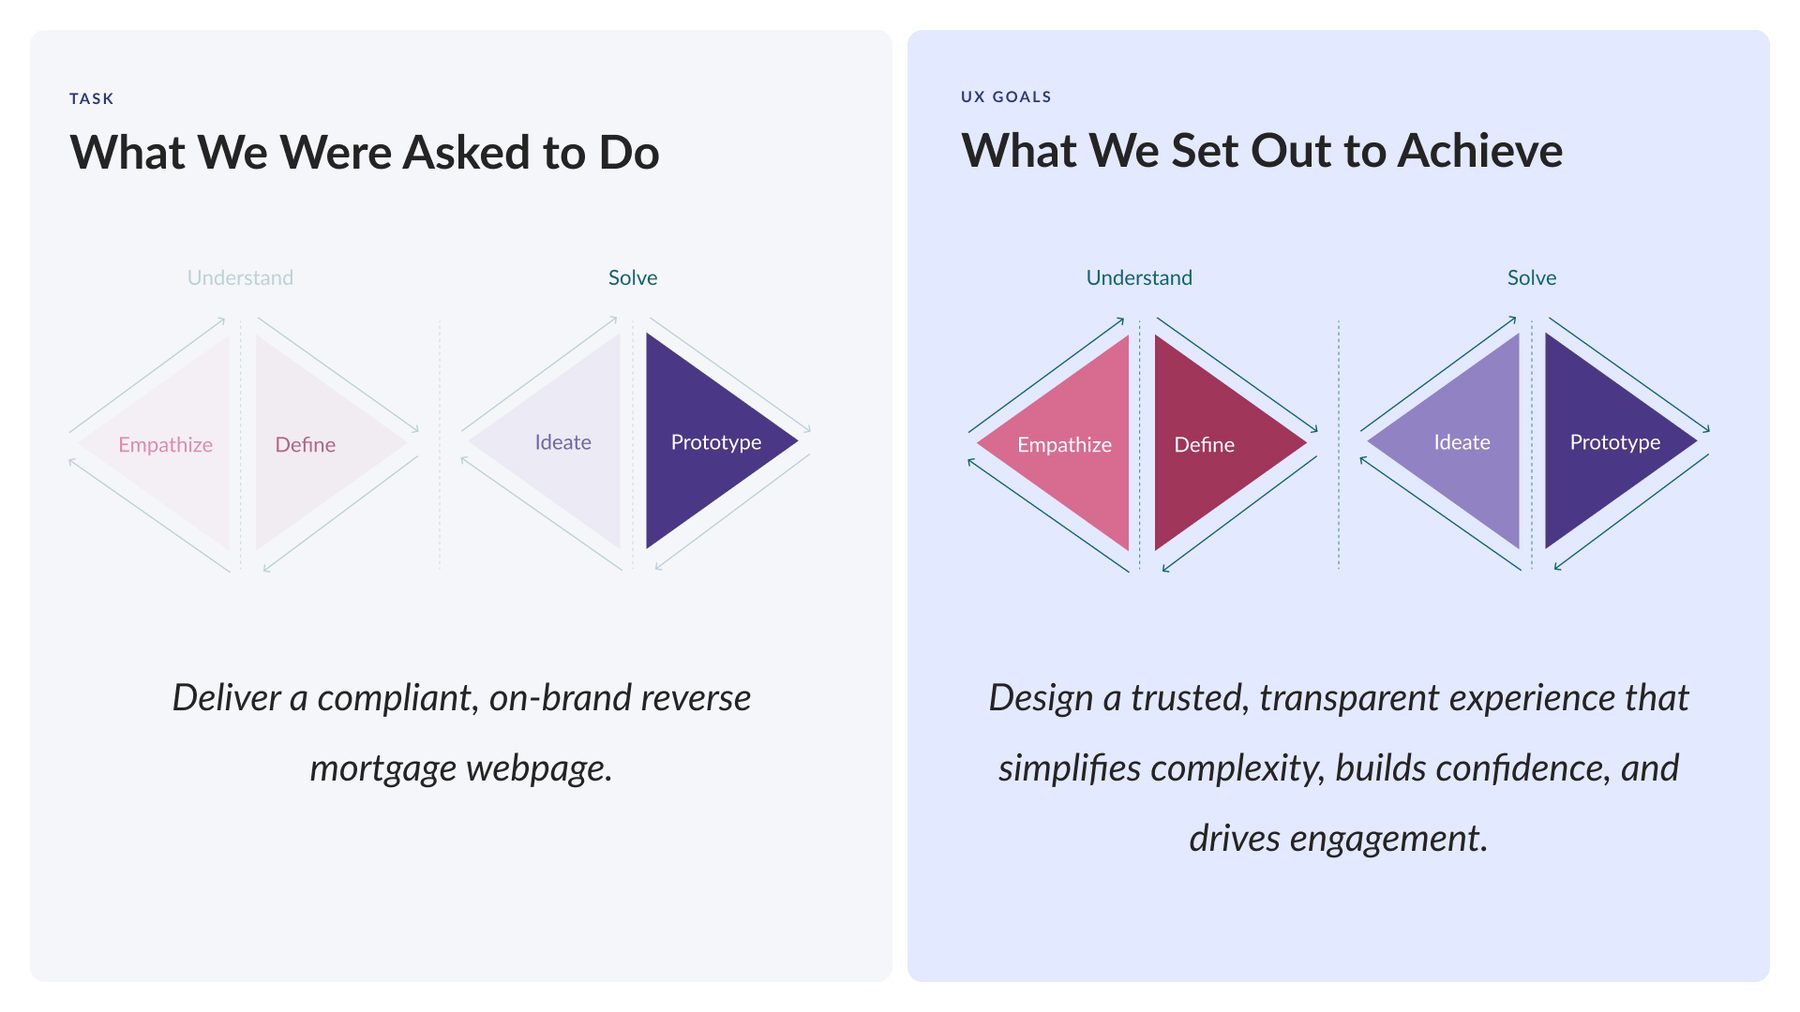 TASK
What We Were Asked to Do
Understand
Solve
Empathize
Define
Ideate
Prototype
Deliver a compliant, on-brand reverse
mortgage webpage.
UX GOALS
What We Set Out to Achieve
Understand
Solve
Empathize
Define
Ideate
Prototype
Design a trusted, transparent experience that
simplifies complexity, builds confidence, and
drives engagement.